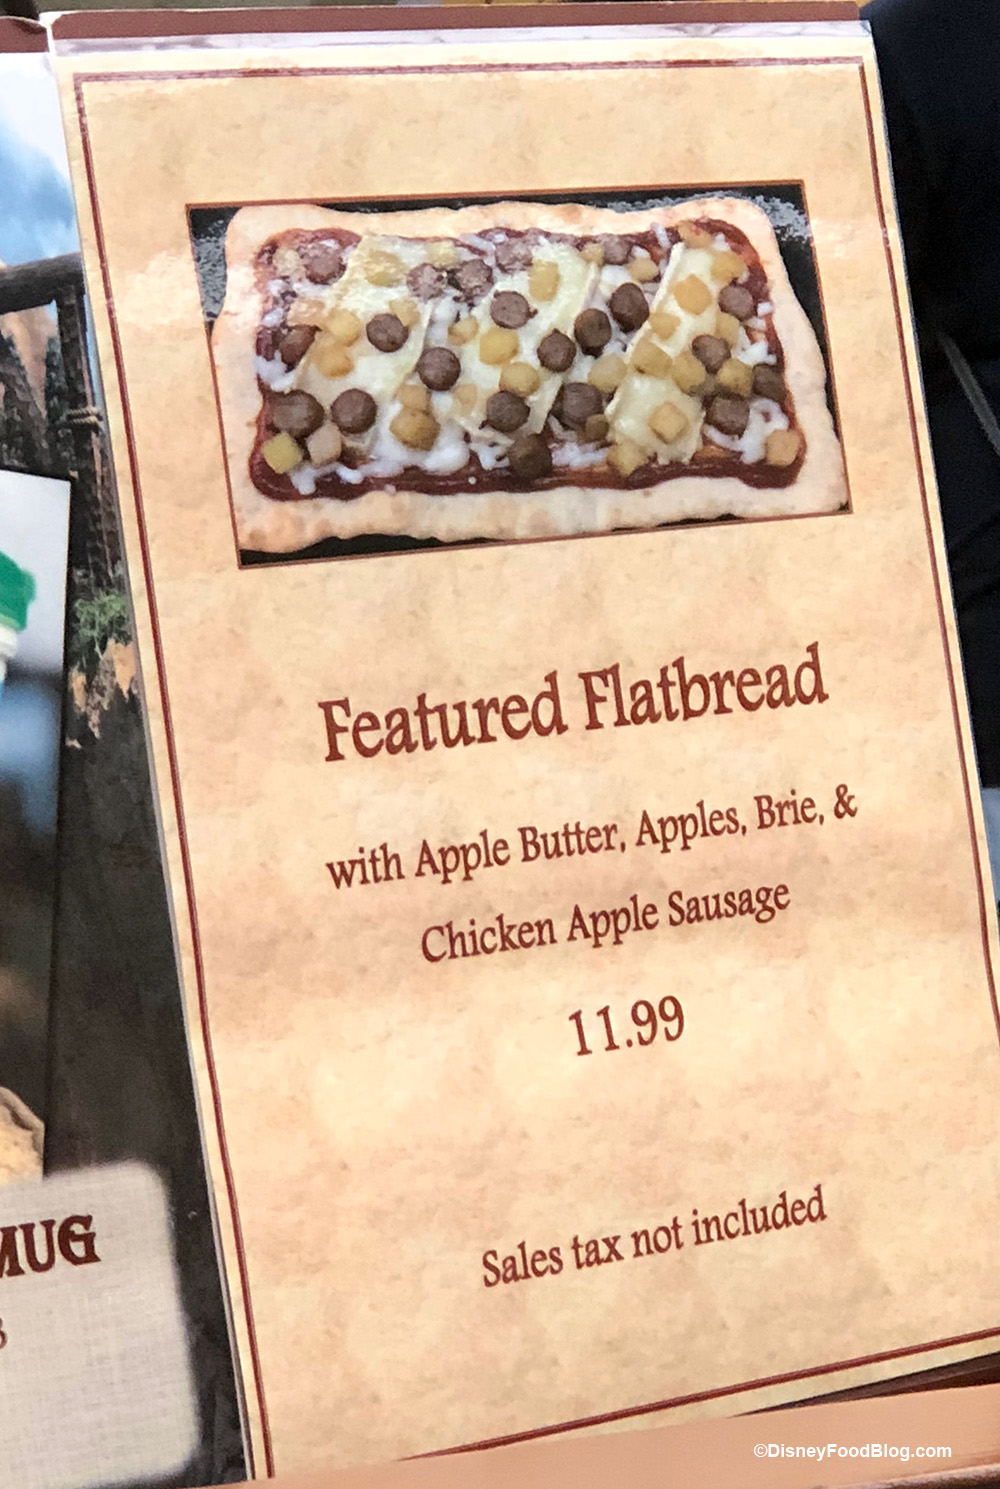 Featured Flatbread
with Apple Butter, Apples, Brie, &
Chicken Apple Sausage
11.99
Sales tax not included
MUG
©DisneyFoodBlog.com